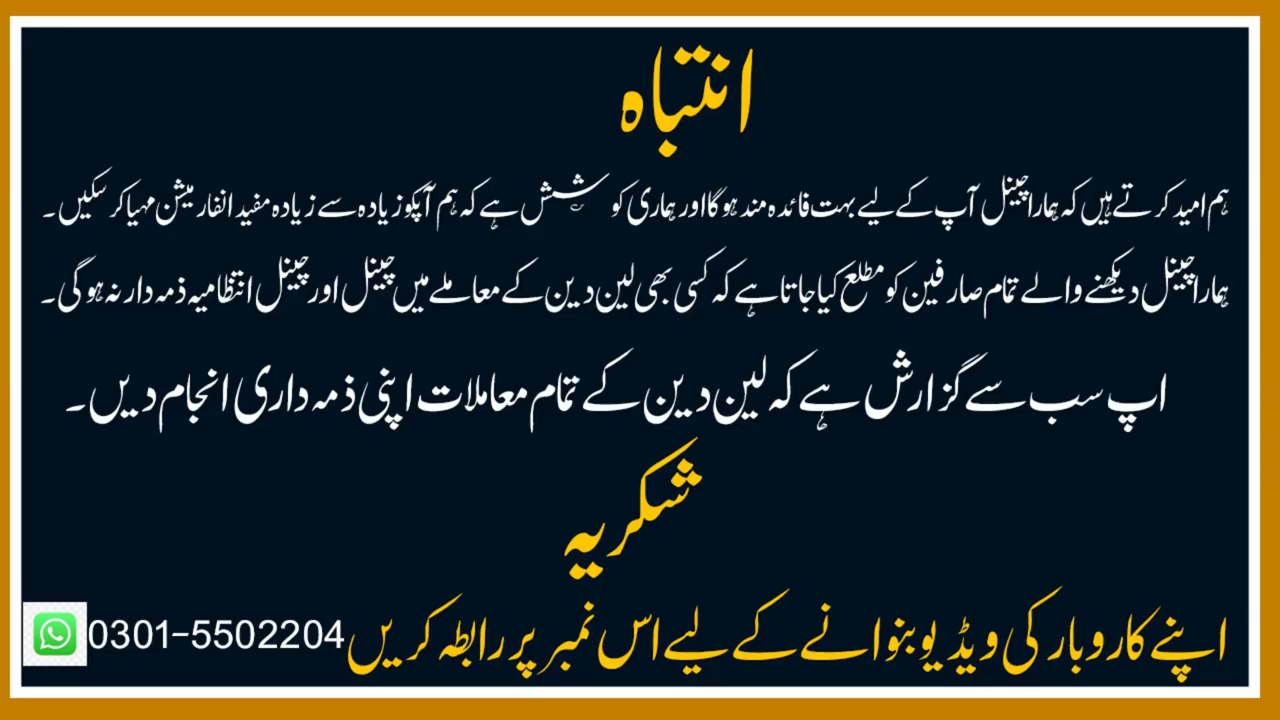 انتباہ
ہم امید کرتے ہیں کہ ہمارا چینل آپ کے لیے بہت فائدہ مند ہوگا اور ہماری کوشش ہے کہ ہم آپکو زیادہ سے زیادہ مفید انفارمیشن مہیا کر سکیں۔
ہمارا چینل دیکھنے والے تمام صارفین کو مطلع کیا جاتا ہے کہ کسی بھی لین دین کے معاملے میں چینل اور چینل انتظامیہ ذمہ دار نہ ہو گی۔
اپ سب سے گزارش ہے کہ لین دین کے تمام معاملات اپنی ذمہ داری انجام دیں۔
شکریہ
اپنے کاروبار کی ویڈیو بنوانے کے لیے اس نمبر پر رابطہ کریں 0301-5502204